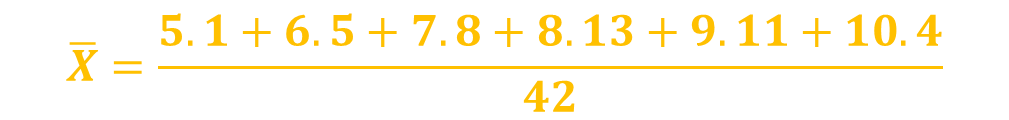 X̅ = 5.1 + 6.5 + 7.8 + 8.13 + 9.11 + 10.4
42